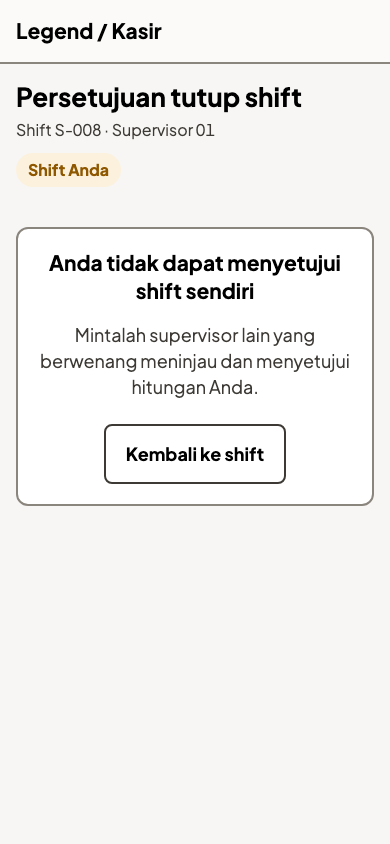 Legend / Kasir
Persetujuan tutup shift
Shift S-008 · Supervisor 01
Shift Anda
Anda tidak dapat menyetujui
shift sendiri
Mintalah supervisor lain yang
berwenang meninjau dan menyetujui
hitungan Anda.
Kembali ke shift